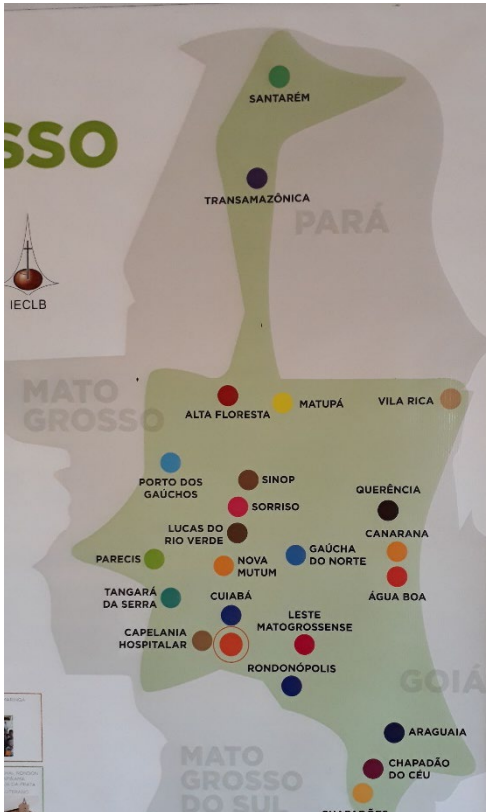 SSO
SANTARÉM
TRANSAMAZÔNICA
PARÁ
IECLB
MATO
GROSSO
ALTA FLORESTA
MATUPÁ
VILA RICA
PORTO DOS
GAÚCHOS
SINOP
QUERÊNCIA
SORRISO
LUCAS DO
RIO VERDE
CANARANA
PARECIS
NOVA
MUTUM
GAÚCHA
DO NORTE
ÁGUA BOA
TANGARÁ
DA SERRA
CUIABÁ
LESTE
MATOGROSSENSE
CAPELANIA
HOSPITALAR
RONDONÓPOLIS
GOIÁ
ARAGUAIA
MATO
GROSSO
DO SUL
CHAPADÃO
DO CÉU